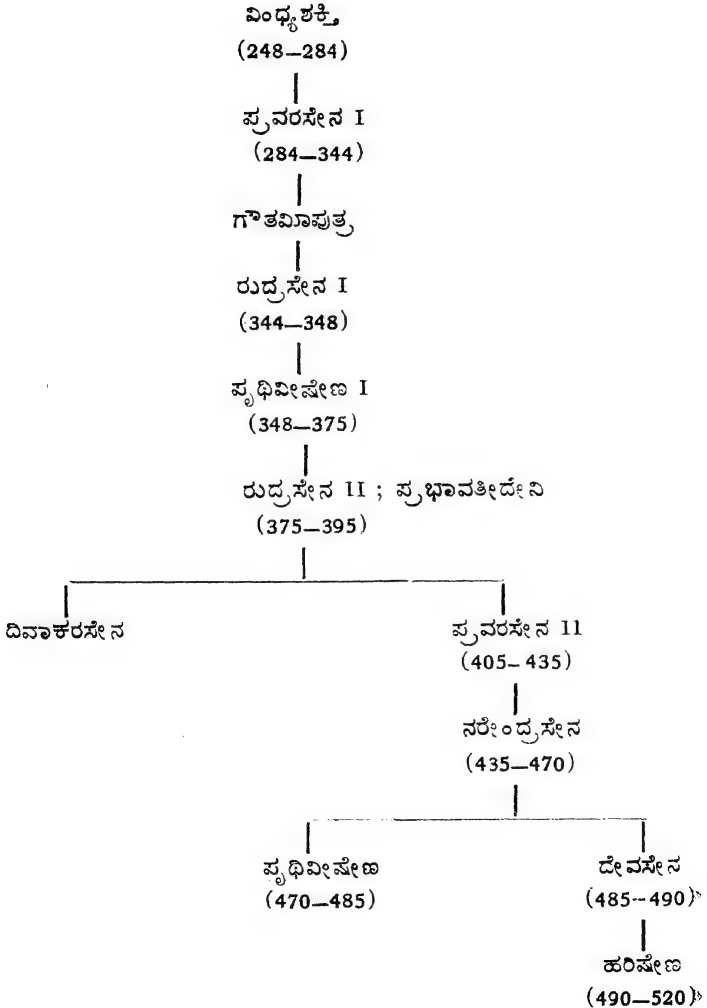 ವಿಂಧ್ಯಶಕ್ತಿ
(248—284)
ಪ್ರವರಸೇನ I
(284—344)
ಗೌತಮೀಪುತ್ರ
ರುದ್ರಸೇನ I
(344—348)
ಪೃಥಿವೀಷೇಣ I
(348—375)
ರುದ್ರಸೇನ II ; ಪ್ರಭಾವತೀದೇವಿ
(375—395)
ದಿವಾಕರಸೇನ
ಪ್ರವರಸೇನ II
(405—435)
ನರೇಂದ್ರಸೇನ
(435—470)
ಪೃಥಿವೀಷೇಣ
ದೇವಸೇನ
(470—485)
(485—490)
ಹರಿಷೇಣ
(490—520)